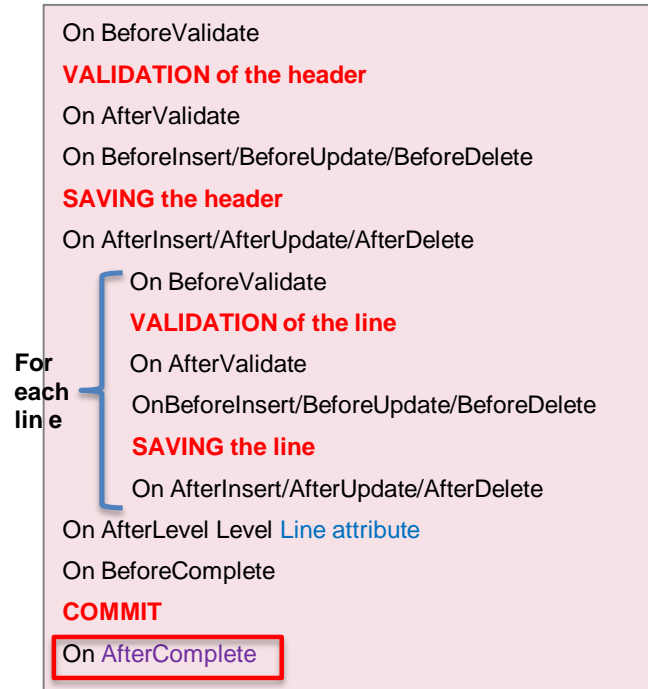 On BeforeValidate
VALIDATION of the header
On AfterValidate
On BeforeInsert/BeforeUpdate/BeforeDelete
SAVING the header
On AfterInsert/AfterUpdate/AfterDelete
For each lin e
On BeforeValidate
VALIDATION of the line
On AfterValidate
OnBeforeInsert/BeforeUpdate/BeforeDelete
SAVING the line
On AfterInsert/AfterUpdate/AfterDelete
On AfterLevel Level Line attribute
On BeforeComplete
COMMIT
On AfterComplete